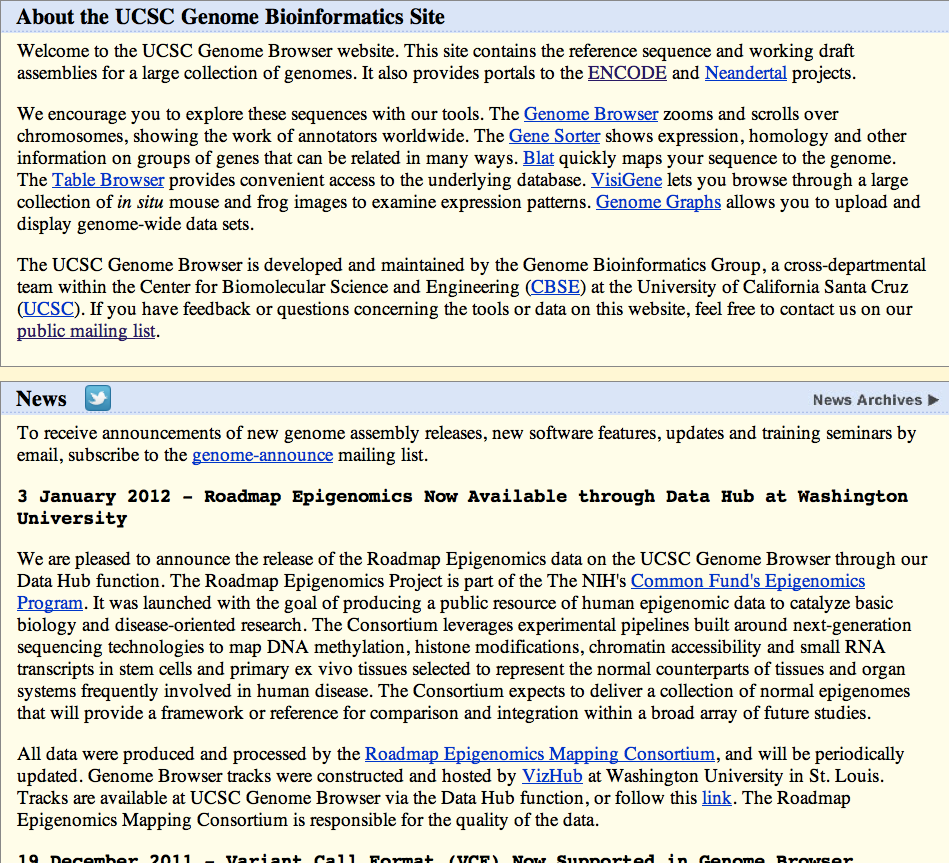 About the UCSC Genome Bioinformatics Site
Welcome to the UCSC Genome Browser website. This site contains the reference sequence and working draft
assemblies for a large collection of genomes. It also provides portals to the ENCODE and Neandertal projects.
We encourage you to explore these sequences with our tools. The Genome Browser zooms and scrolls over
chromosomes, showing the work of annotators worldwide. The Gene Sorter shows expression, homology and other
information on groups of genes that can be related in many ways. Blat quickly maps your sequence to the genome.
The Table Browser provides convenient access to the underlying database. VisiGene lets you browse through a large
collection of in situ mouse and frog images to examine expression patterns. Genome Graphs allows you to upload and
display genome-wide data sets.
The UCSC Genome Browser is developed and maintained by the Genome Bioinformatics Group, a cross-departmental
team within the Center for Biomolecular Science and Engineering (CBSE) at the University of California Santa Cruz
(UCSC). If you have feedback or questions concerning the tools or data on this website, feel free to contact us on our
public mailing list.
News
News Archives ▶
To receive announcements of new genome assembly releases, new software features, updates and training seminars by
email, subscribe to the genome-announce mailing list.
3 January 2012 - Roadmap Epigenomics Now Available through Data Hub at Washington
University
We are pleased to announce the release of the Roadmap Epigenomics data on the UCSC Genome Browser through our
Data Hub function. The Roadmap Epigenomics Project is part of the The NIH's Common Fund's Epigenomics
Program. It was launched with the goal of producing a public resource of human epigenomic data to catalyze basic
biology and disease-oriented research. The Consortium leverages experimental pipelines built around next-generation
sequencing technologies to map DNA methylation, histone modifications, chromatin accessibility and small RNA
transcripts in stem cells and primary ex vivo tissues selected to represent the normal counterparts of tissues and organ
systems frequently involved in human disease. The Consortium expects to deliver a collection of normal epigenomes
that will provide a framework or reference for comparison and integration within a broad array of future studies.
All data were produced and processed by the Roadmap Epigenomics Mapping Consortium, and will be periodically
updated. Genome Browser tracks were constructed and hosted by VizHub at Washington University in St. Louis.
Tracks are available at UCSC Genome Browser via the Data Hub function, or follow this link. The Roadmap
Epigenomics Mapping Consortium is responsible for the quality of the data.
19 December 2011 - Variant Call Format (VCF) Now Supported in Genome Browser